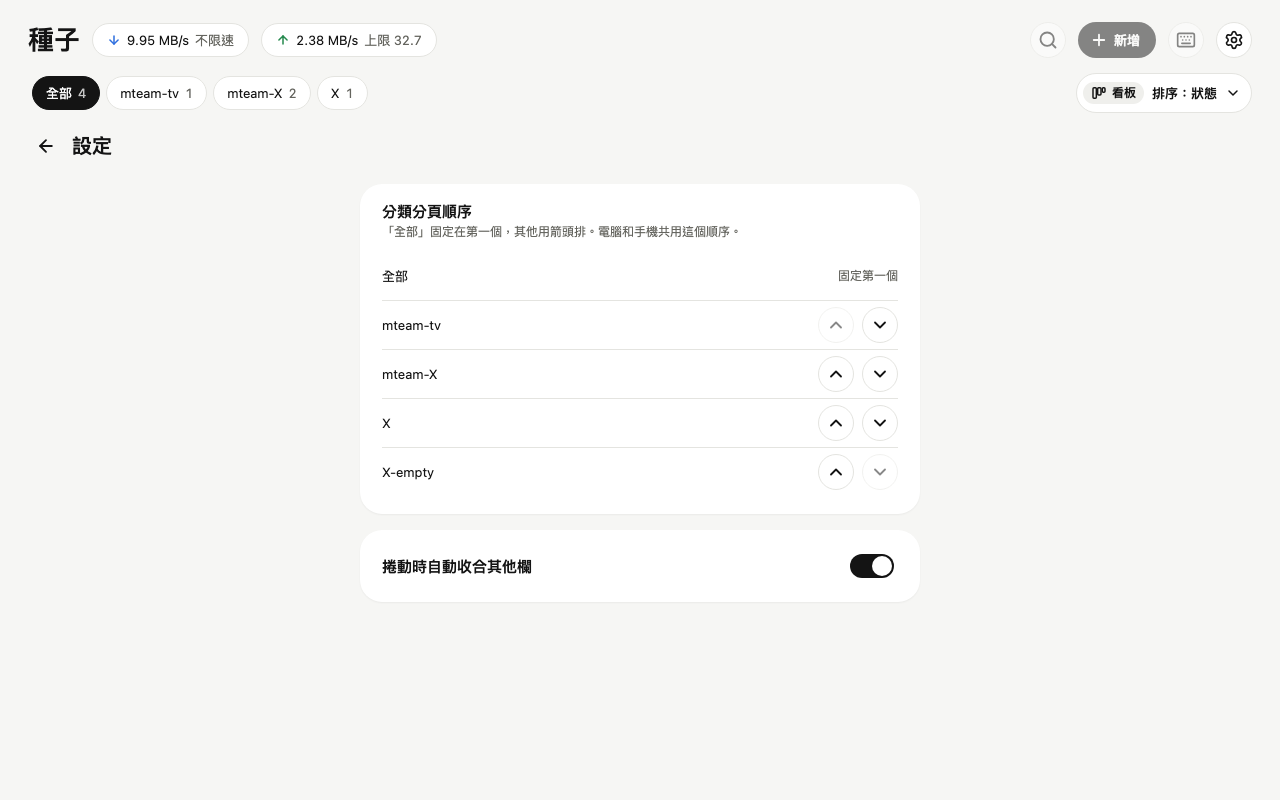 種子 9.95 MB/s 不限速 2.38 MB/s 上限 32.7 新增
全部 4 mteam-tv 1 mteam-X 2 X 1 看板 排序：狀態
設定
分類分頁順序
「全部」固定在第一個，其他用箭頭排。電腦和手機共用這個順序。
全部 固定第一個
mteam-tv
mteam-X
X
X-empty
捲動時自動收合其他欄